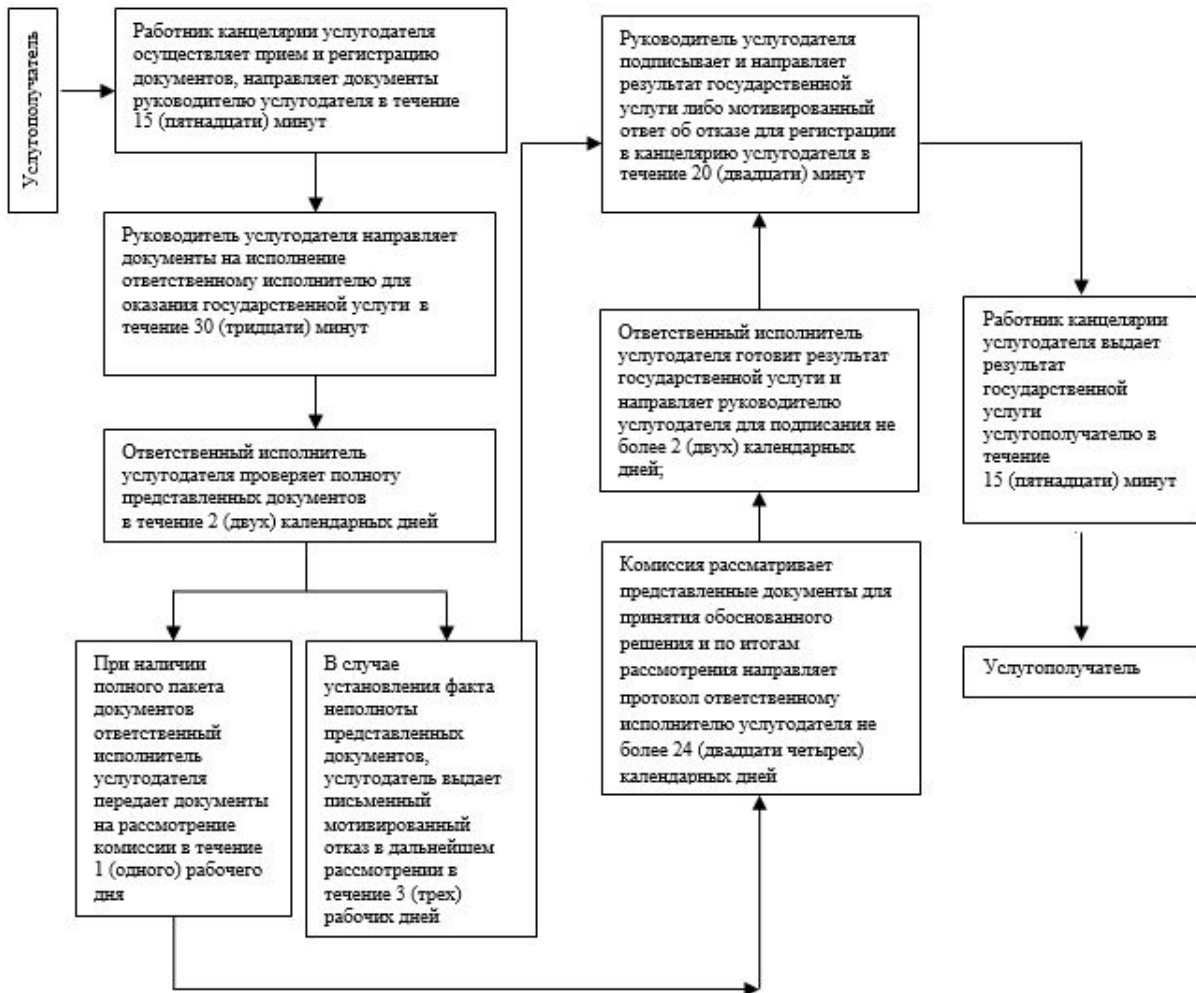 Услугополучатель
Работник канцелярии услугодателя
осуществляет прием и регистрацию
документов, направляет документы
руководителю услугодателя в течение
15 (пятнадцати) минут
Руководитель услугодателя направляет
документы на исполнение
ответственному исполнителю для
оказания государственной услуги в
течение 30 (тридцати) минут
Ответственный исполнитель
услугодателя проверяет полноту
представленных документов
в течение 2 (двух) календарных дней
При наличии
полного пакета
документов
ответственный
исполнитель
услугодателя
передает документы
на рассмотрение
комиссии в течение
1 (одного) рабочего
дня
В случае
установления факта
неполноты
представленных
документов,
услугодатель выдает
письменный
мотивированный
отказ в дальнейшем
рассмотрении в
течение 3 (трех)
рабочих дней
Комиссия рассматривает
представленные документы для
принятия обоснованного
решения и по итогам
рассмотрения направляет
протокол ответственному
исполнителю услугодателя не
более 24 (двадцати четырех)
календарных дней
Ответственный исполнитель
услугодателя готовит результат
государственной услуги и
направляет руководителю
услугодателя для подписания не
более 2 (двух) календарных
дней;
Руководитель услугодателя
подписывает и направляет
результат государственной
услуги либо мотивированный
ответ об отказе для регистрации
в канцелярию услугодателя в
течение 20 (двадцати) минут
Работник канцелярии
услугодателя выдает
результат
государственной
услуги
услугополучателю в
течение
15 (пятнадцати) минут
Услугополучатель